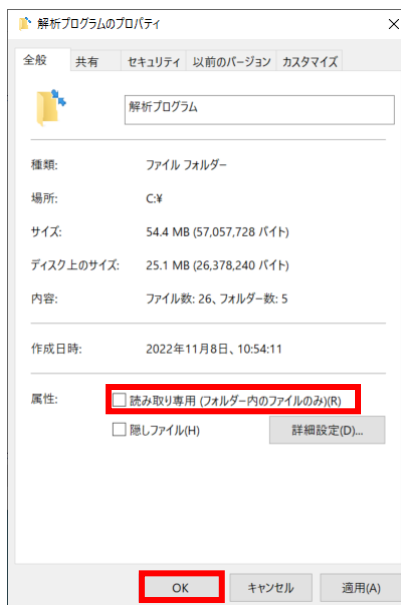 解析プログラムのプロパティ
全般 共有 セキュリティ 以前のバージョン カスタマイズ
解析プログラム
種類: ファイル フォルダー
場所: C:¥
サイズ: 54.4 MB (57,057,728 バイト)
ディスク上のサイズ: 25.1 MB (26,378,240 バイト)
内容: ファイル数: 26、フォルダー数: 5
作成日時: 2022年11月8日、10:54:11
属性: 読み取り専用 (フォルダー内のファイルのみ)(R)
隠しファイル(H) 詳細設定(D)...
OK キャンセル 適用(A)